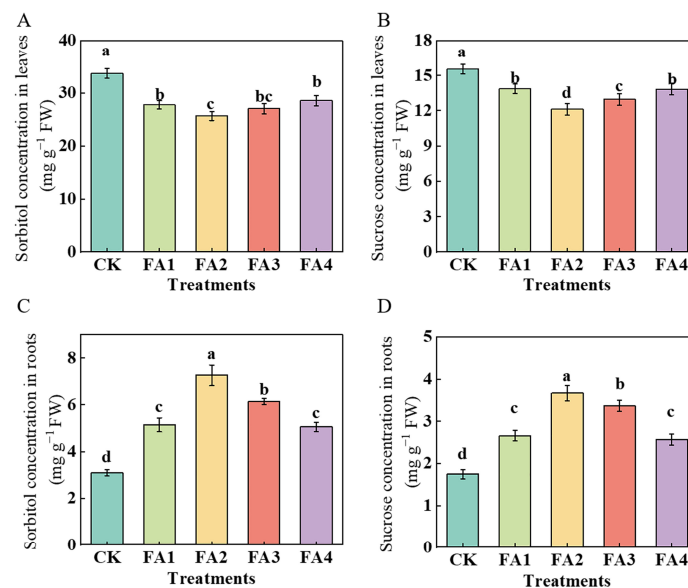 A
Sorbitol concentration in leaves
(mg g⁻¹ FW)
40
30
20
10
0
a
b
c
bc
b
CK FA1 FA2 FA3 FA4
Treatments
B
Sucrose concentration in leaves
(mg g⁻¹ FW)
18
15
12
9
6
3
0
a
b
d
c
b
CK FA1 FA2 FA3 FA4
Treatments
C
Sorbitol concentration in roots
(mg g⁻¹ FW)
8
6
4
2
0
d
c
a
b
c
CK FA1 FA2 FA3 FA4
Treatments
D
Sucrose concentration in roots
(mg g⁻¹ FW)
5
4
3
2
1
0
d
c
a
b
c
CK FA1 FA2 FA3 FA4
Treatments